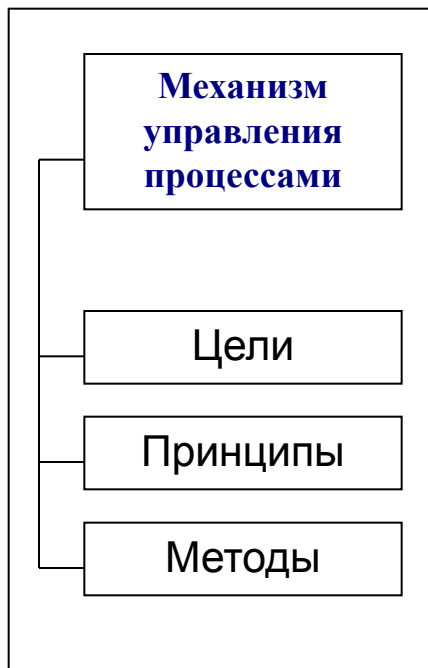 Механизм
управления
процессами
Цели
Принципы
Методы